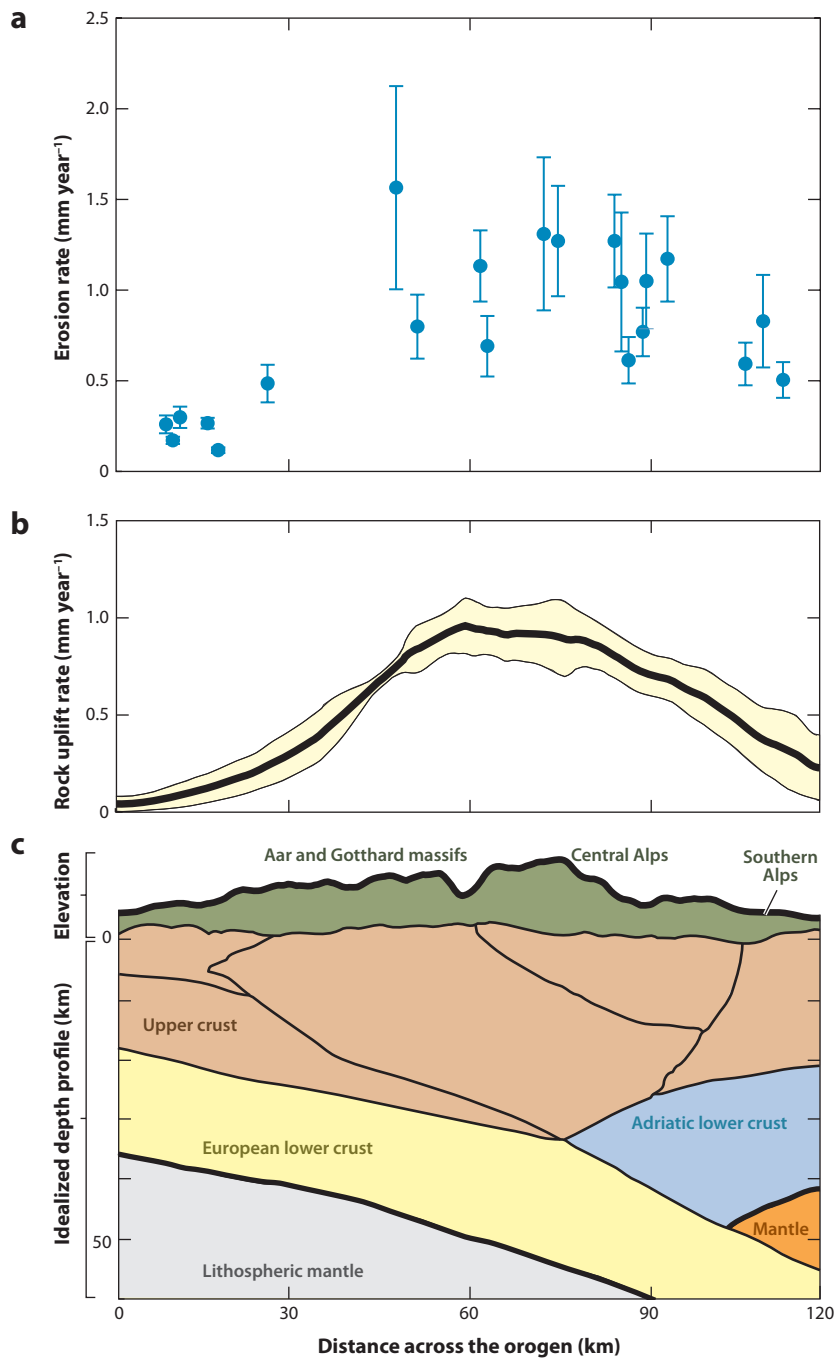 a
2.5
2.0
1.5
1.0
0.5
0
Erosion rate (mm year⁻¹)
b
1.5
1.0
0.5
0
Rock uplift rate (mm year⁻¹)
c
Aar and Gotthard massifs
Central Alps
Southern
Alps
Elevation
0
Idealized depth profile (km)
50
Upper crust
European lower crust
Adriatic lower crust
Mantle
Lithospheric mantle
0
30
60
90
120
Distance across the orogen (km)